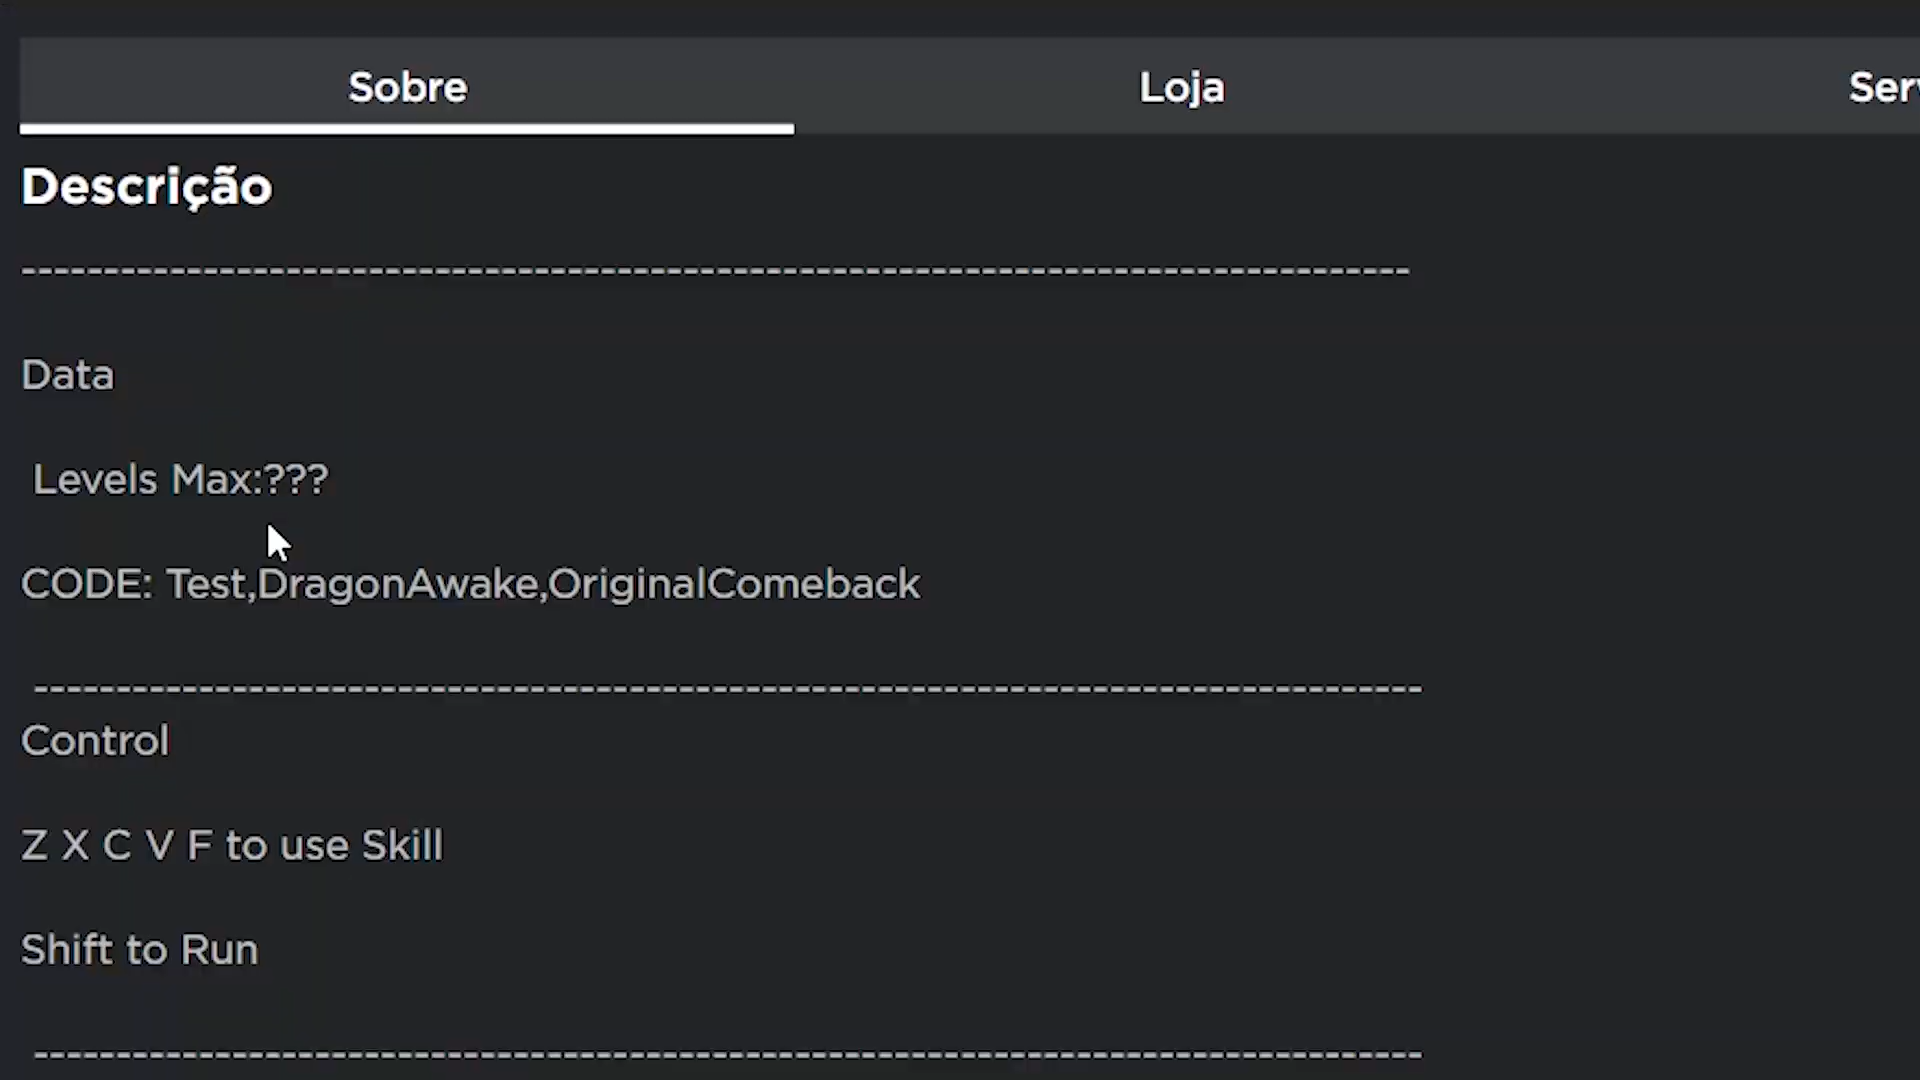 Sobre Loja
Descrição
------------------------------------------------------------------------------------
Data
Levels Max:???
CODE: Test,DragonAwake,OriginalComeback
------------------------------------------------------------------------------------
Control
Z X C V F to use Skill
Shift to Run
------------------------------------------------------------------------------------